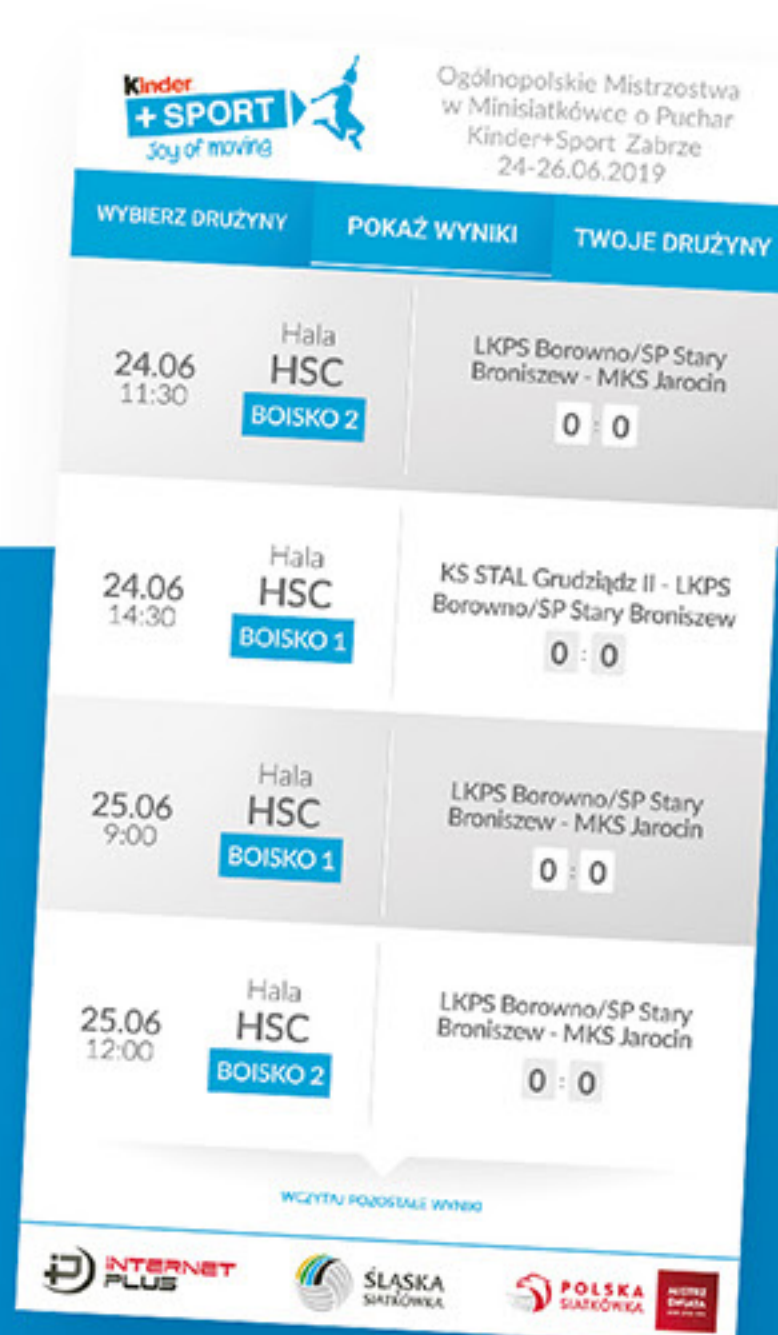 Kinder
+ SPORT
Joy of moving
Ogólnopolskie Mistrzostwa
w Minisiatkówce o Puchar
Kinder+Sport Zabrze
24-26.06.2019
WYBIERZ DRUŻYNY
POKAŻ WYNIKI
TWOJE DRUŻYNY
24.06
11:30
Hala
HSC
BOISKO 2
LKPS Borowno/SP Stary
Broniszew - MKS Jarocin
0 : 0
24.06
14:30
Hala
HSC
BOISKO 1
KS STAL Grudziądz II - LKPS
Borowno/SP Stary Broniszew
0 : 0
25.06
9:00
Hala
HSC
BOISKO 1
LKPS Borowno/SP Stary
Broniszew - MKS Jarocin
0 : 0
25.06
12:00
Hala
HSC
BOISKO 2
LKPS Borowno/SP Stary
Broniszew - MKS Jarocin
0 : 0
WCZYTAJ POZOSTAŁE WYNIKI
INTERNET
PLUS
ŚLĄSKA
SIATKÓWKA
POLSKA
SIATKÓWKA
MISTRZ
ŚWIATA